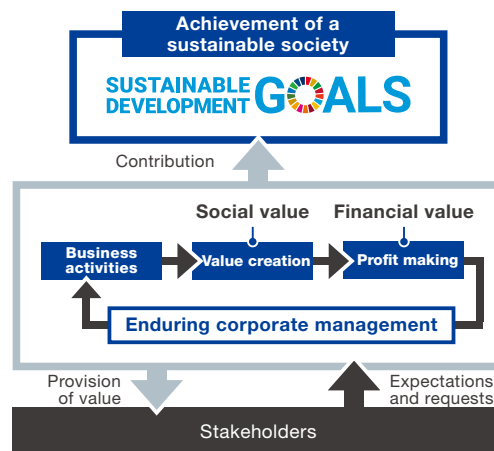 Achievement of a
sustainable society
SUSTAINABLE
DEVELOPMENT
GOALS
Contribution
Social value
Financial value
Business
activities
Value creation
Profit making
Enduring corporate management
Provision
of value
Expectations
and requests
Stakeholders